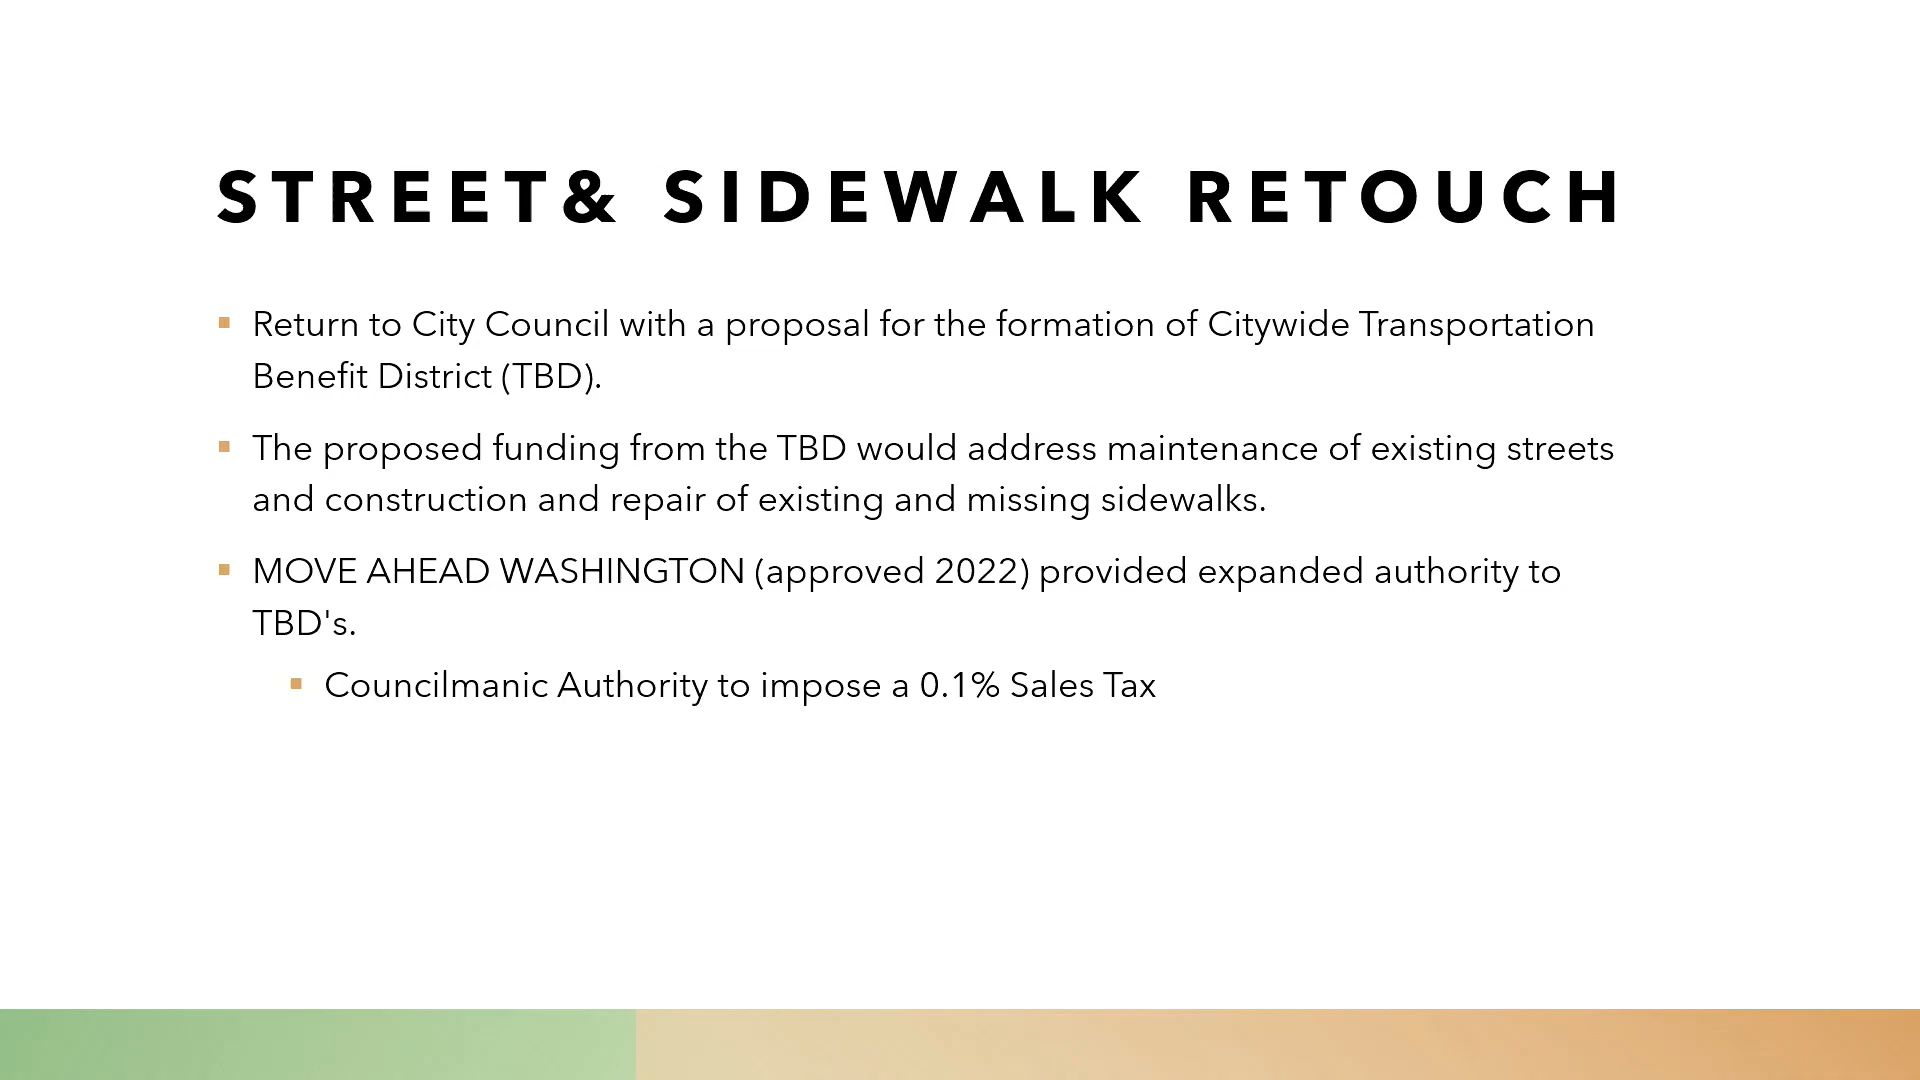 STREET& SIDEWALK RETOUCH
Return to City Council with a proposal for the formation of Citywide Transportation
Benefit District (TBD).
The proposed funding from the TBD would address maintenance of existing streets
and construction and repair of existing and missing sidewalks.
MOVE AHEAD WASHINGTON (approved 2022) provided expanded authority to
TBD's.
Councilmanic Authority to impose a 0.1% Sales Tax